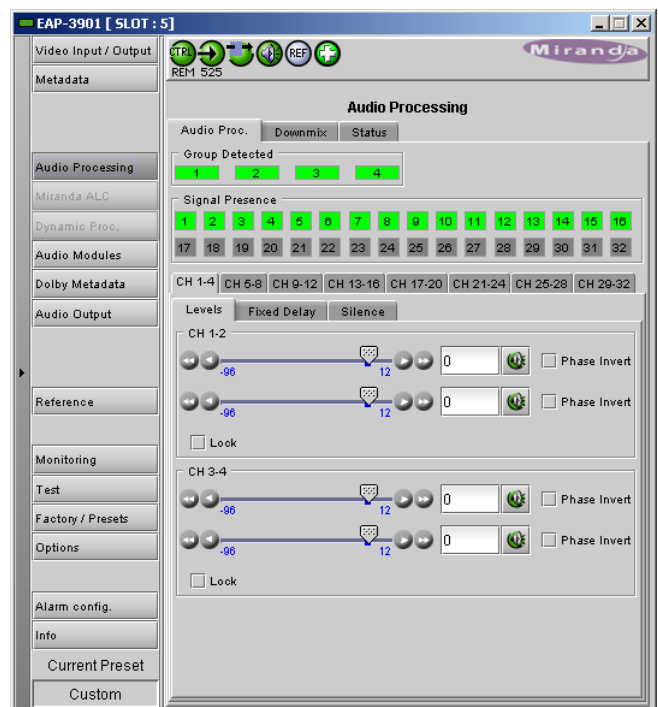 EAP-3901 [ SLOT : 5]
Video Input / Output
Metadata
Audio Processing
Miranda ALC
Dynamic Proc.
Audio Modules
Dolby Metadata
Audio Output
Reference
Monitoring
Test
Factory / Presets
Options
Alarm config.
Info
Current Preset
Custom
CTRL REF
REM 525
Miranda
Audio Processing
Audio Proc. Downmix Status
Group Detected
1 2 3 4
Signal Presence
1 2 3 4 5 6 7 8 9 10 11 12 13 14 15 16
17 18 19 20 21 22 23 24 25 26 27 28 29 30 31 32
CH 1-4 CH 5-8 CH 9-12 CH 13-16 CH 17-20 CH 21-24 CH 25-28 CH 29-32
Levels Fixed Delay Silence
CH 1-2
-96 12 0 Phase Invert
-96 12 0 Phase Invert
Lock
CH 3-4
-96 12 0 Phase Invert
-96 12 0 Phase Invert
Lock